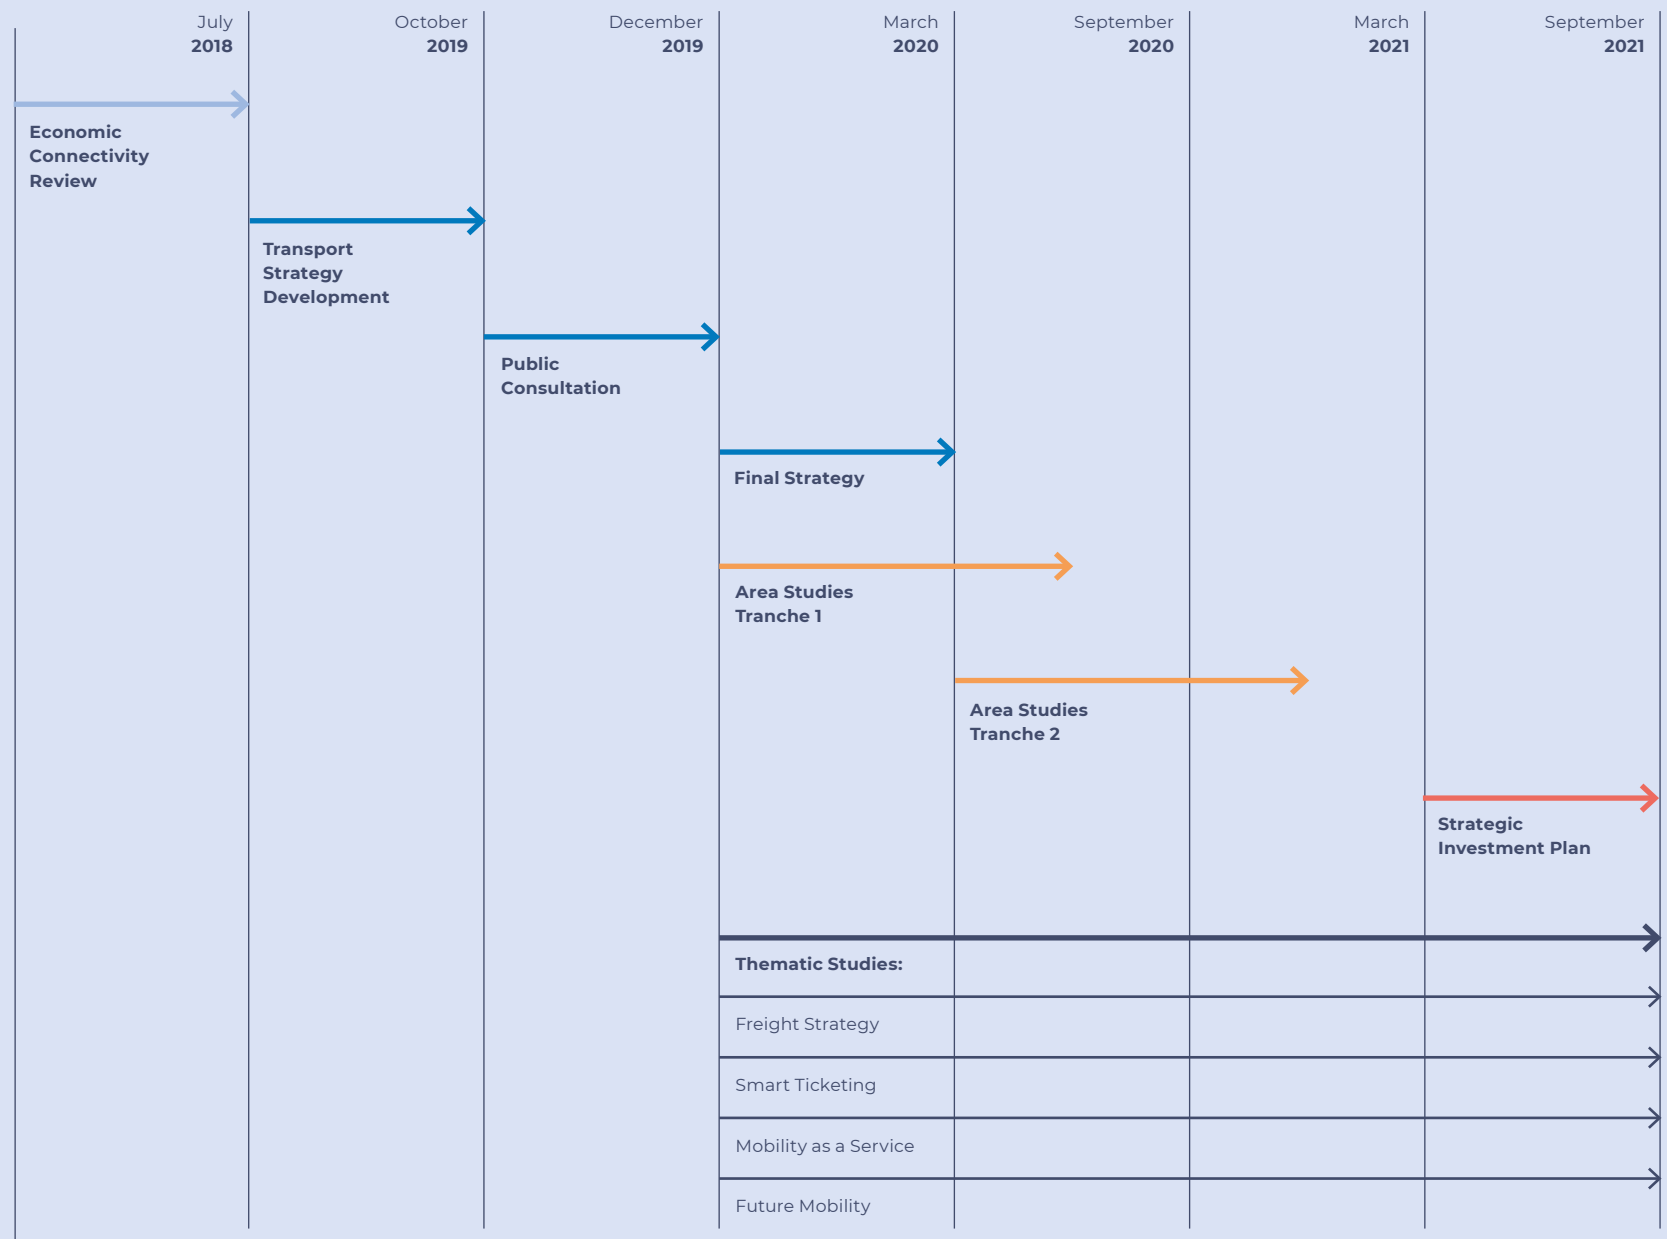 July
2018
October
2019
December
2019
March
2020
September
2020
March
2021
September
2021
Economic
Connectivity
Review
Transport
Strategy
Development
Public
Consultation
Final Strategy
Area Studies
Tranche 1
Area Studies
Tranche 2
Strategic
Investment Plan
Thematic Studies:
Freight Strategy
Smart Ticketing
Mobility as a Service
Future Mobility